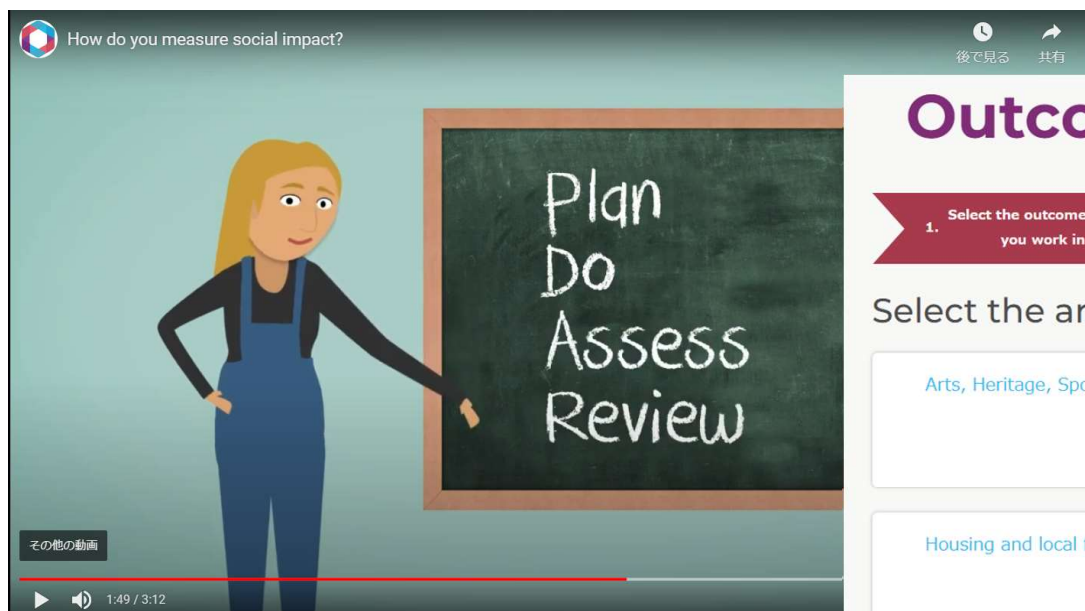 How do you measure social impact?
後で見る
共有
Plan
Do
Assess
Review
その他の動画
1:49 / 3:12
Outco
1. Select the outcome
you work in
Select the ar
Arts, Heritage, Spo
Housing and local